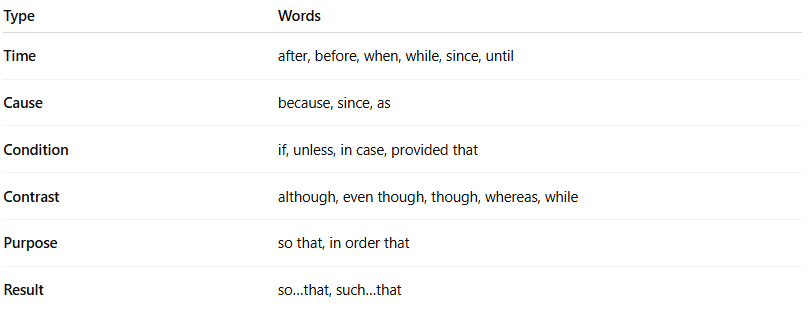 Type Words
Time after, before, when, while, since, until
Cause because, since, as
Condition if, unless, in case, provided that
Contrast although, even though, though, whereas, while
Purpose so that, in order that
Result so...that, such...that